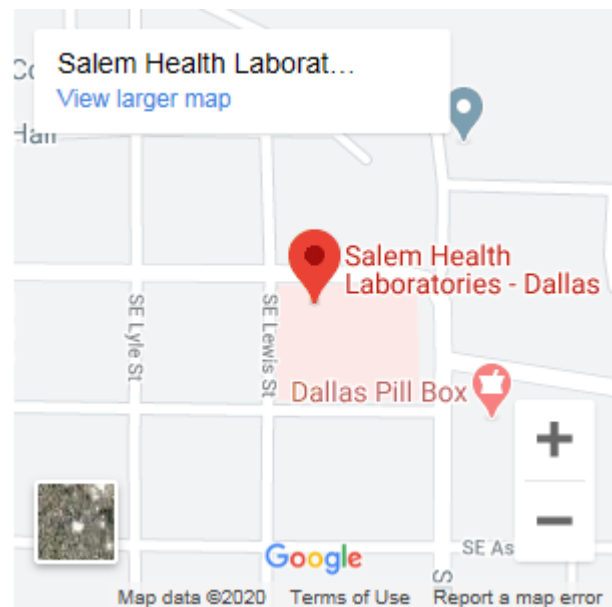 Salem Health Laborat…
View larger map
Hall
Salem Health
Laboratories - Dallas
SE Lyle St
SE Lewis St
Dallas Pill Box
SE As
Google
Map data ©2020 Terms of Use Report a map error